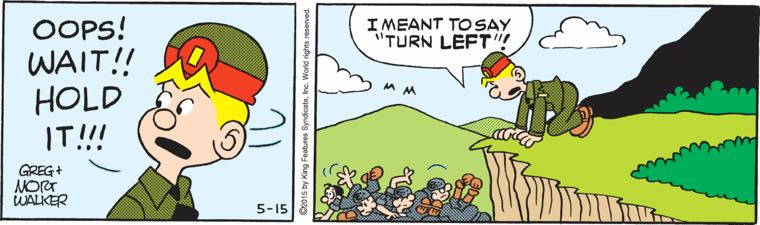 OOPS!
WAIT!!
HOLD
IT!!!
GREG+
MORT
WALKER
5-15
©2015 by King Features Syndicate, Inc. World rights reserved.
I MEANT TO SAY
"TURN LEFT"!